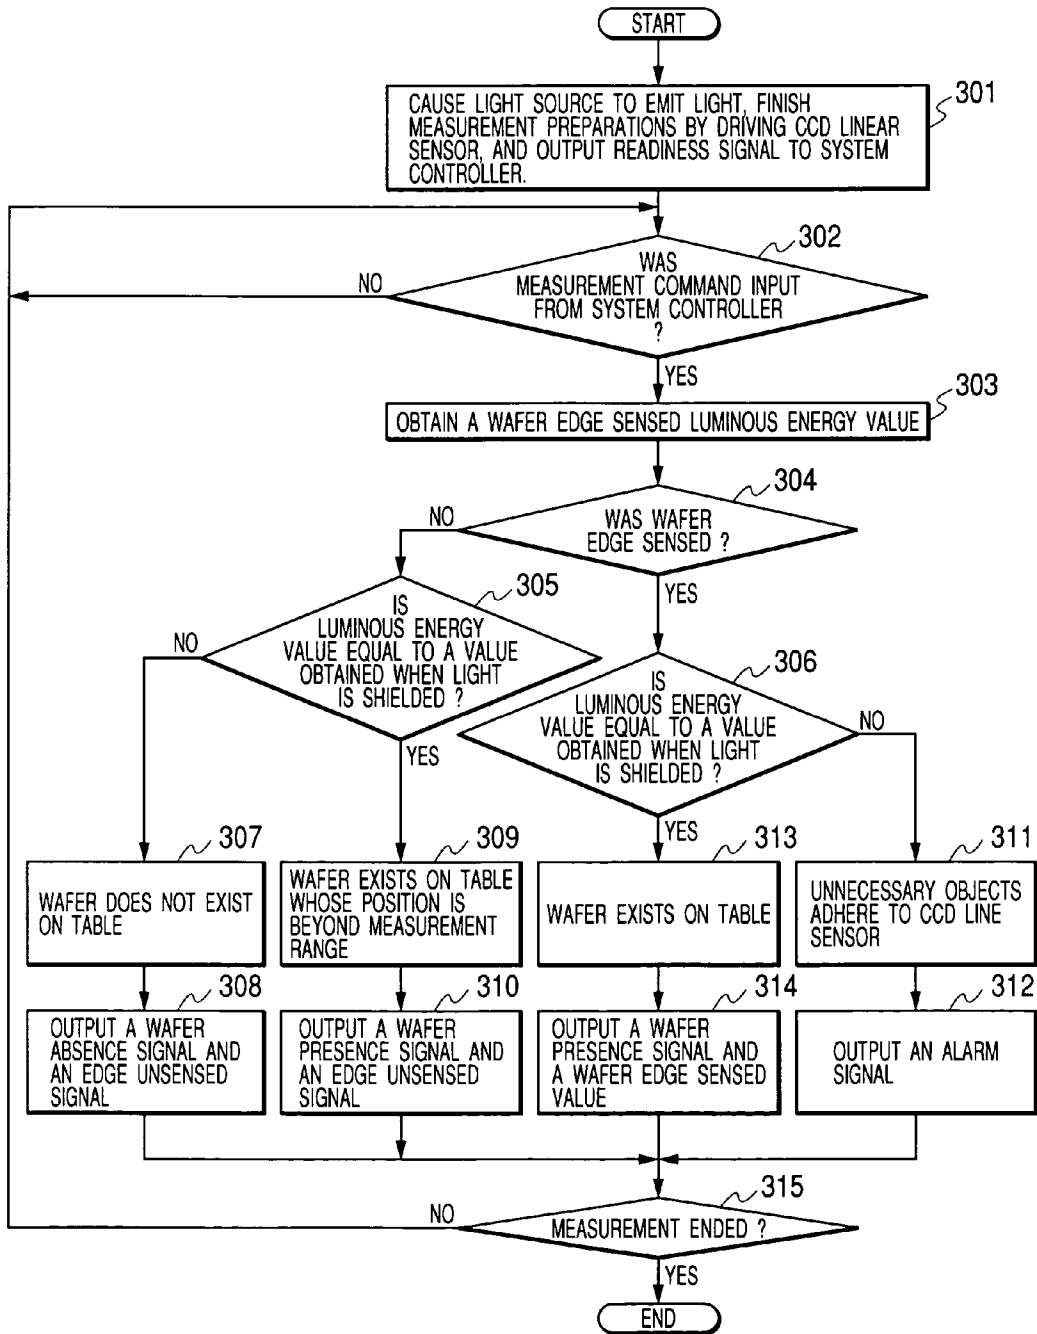 START
301
CAUSE LIGHT SOURCE TO EMIT LIGHT, FINISH
MEASUREMENT PREPARATIONS BY DRIVING CCD LINEAR
SENSOR, AND OUTPUT READINESS SIGNAL TO SYSTEM
CONTROLLER.
302
WAS
MEASUREMENT COMMAND INPUT
FROM SYSTEM CONTROLLER
?
NO
YES
303
OBTAIN A WAFER EDGE SENSED LUMINOUS ENERGY VALUE
304
WAS WAFER
EDGE SENSED ?
NO
YES
305
IS
LUMINOUS ENERGY
VALUE EQUAL TO A VALUE
OBTAINED WHEN LIGHT
IS SHIELDED ?
NO
YES
306
IS
LUMINOUS ENERGY
VALUE EQUAL TO A VALUE
OBTAINED WHEN LIGHT
IS SHIELDED ?
NO
YES
307
WAFER DOES NOT EXIST
ON TABLE
309
WAFER EXISTS ON TABLE
WHOSE POSITION IS
BEYOND MEASUREMENT
RANGE
313
WAFER EXISTS ON TABLE
311
UNNECESSARY OBJECTS
ADHERE TO CCD LINE
SENSOR
308
OUTPUT A WAFER
ABSENCE SIGNAL AND
AN EDGE UNSENSED
SIGNAL
310
OUTPUT A WAFER
PRESENCE SIGNAL AND
AN EDGE UNSENSED
SIGNAL
314
OUTPUT A WAFER
PRESENCE SIGNAL AND
A WAFER EDGE SENSED
VALUE
312
OUTPUT AN ALARM
SIGNAL
315
MEASUREMENT ENDED ?
NO
YES
END